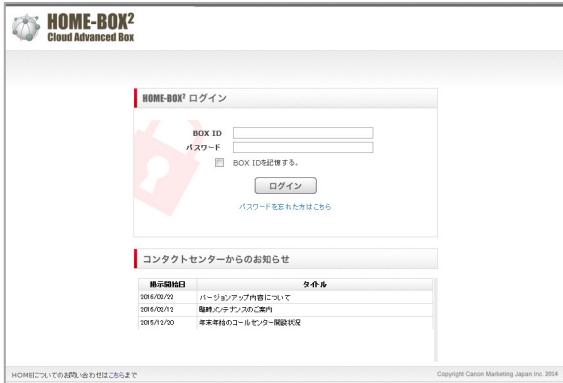 HOME-BOX²
Cloud Advanced Box
HOME-BOX² ログイン
BOX ID
パスワード
BOX IDを記憶する。
ログイン
パスワードを忘れた方はこちら
コンタクトセンターからのお知らせ
掲示開始日 タイトル
2016/02/22 バージョンアップ内容について
2016/02/12 臨時メンテナンスのご案内
2015/12/20 年末年始のコールセンター開設状況
HOMEについてのお問い合わせはこちらまで
Copyright Canon Marketing Japan Inc. 2014